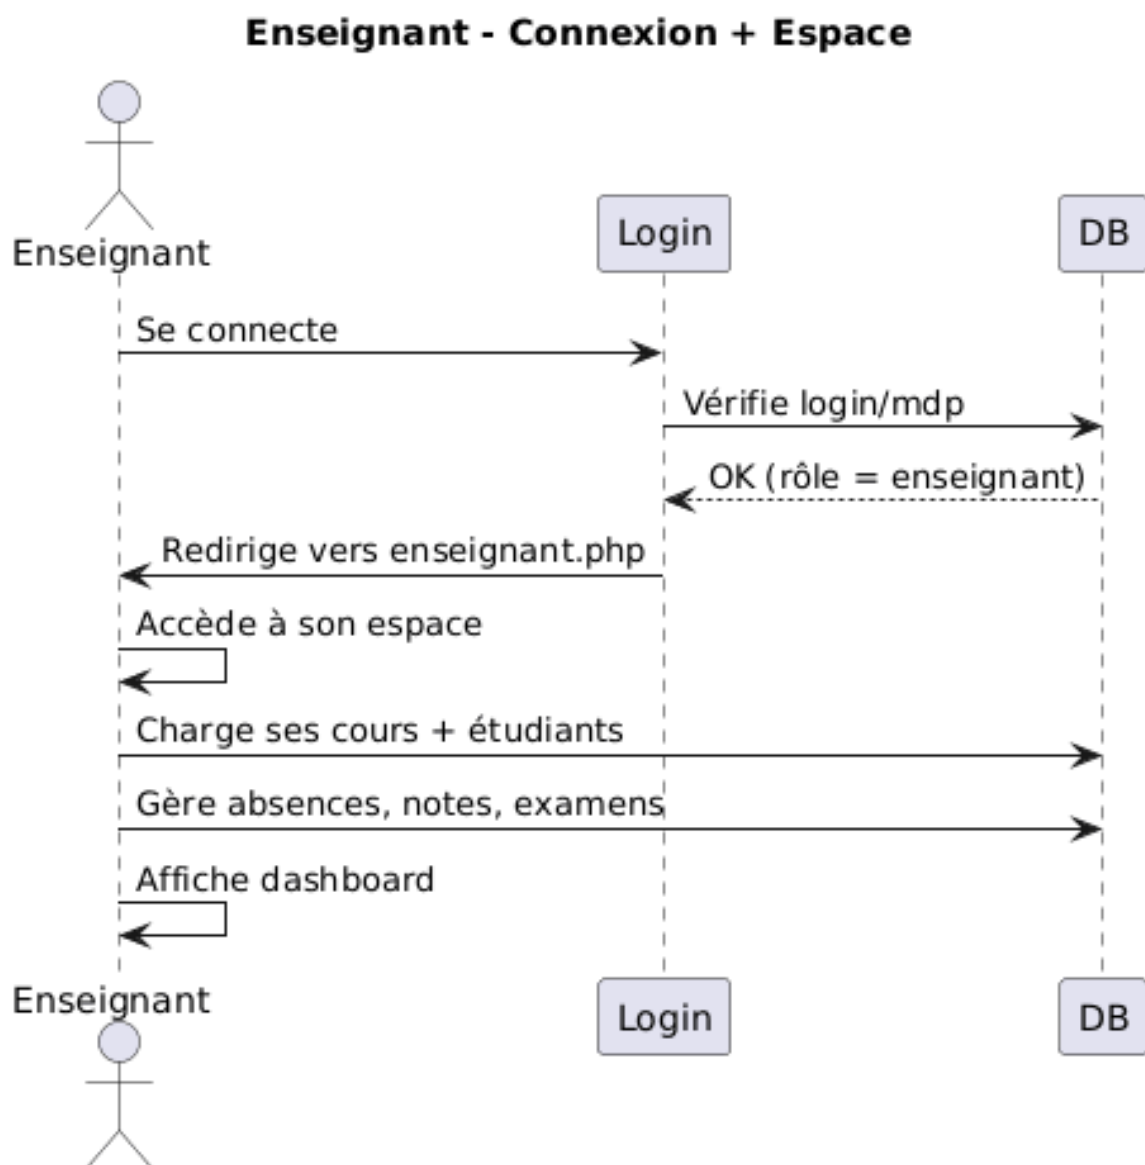 Enseignant - Connexion + Espace
Enseignant
Login
DB
Se connecte
Vérifie login/mdp
OK (rôle = enseignant)
Redirige vers enseignant.php
Accède à son espace
Charge ses cours + étudiants
Gère absences, notes, examens
Affiche dashboard
Enseignant
Login
DB